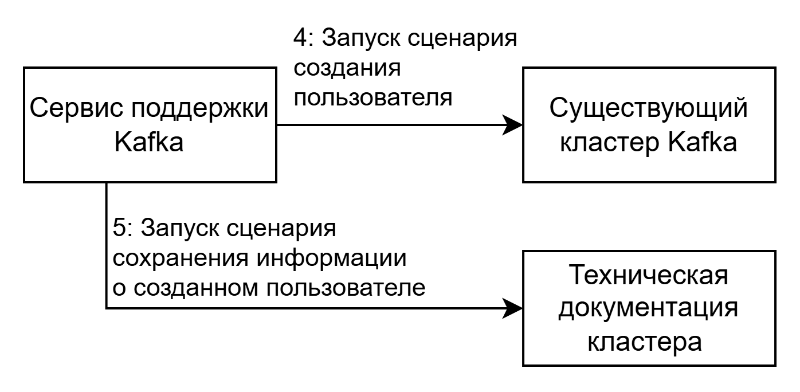 4: Запуск сценария
создания
пользователя
Сервис поддержки
Kafka
Существующий
кластер Kafka
5: Запуск сценария
сохранения информации
о созданном пользователе
Техническая
документация
кластера